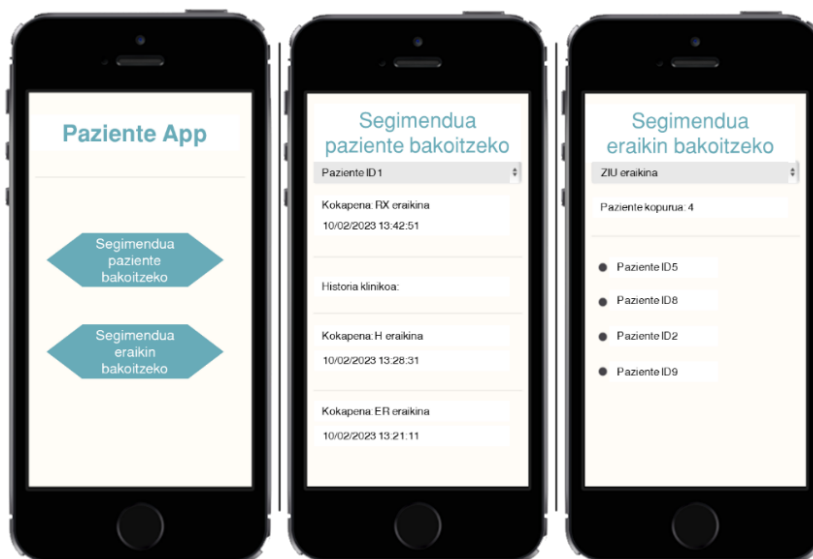 Paziente App
Segimendua
paziente
bakoitzeko
Segimendua
eraikin
bakoitzeko
Segimendua
paziente bakoitzeko
Paziente ID1
Kokapena: RX eraikina
10/02/2023 13:42:51
Historia klinikoa:
Kokapena: H eraikina
10/02/2023 13:28:31
Kokapena: ER eraikina
10/02/2023 13:21:11
Segimendua
eraikin bakoitzeko
ZIU eraikina
Paziente kopurua: 4
Paziente ID5
Paziente ID8
Paziente ID2
Paziente ID9